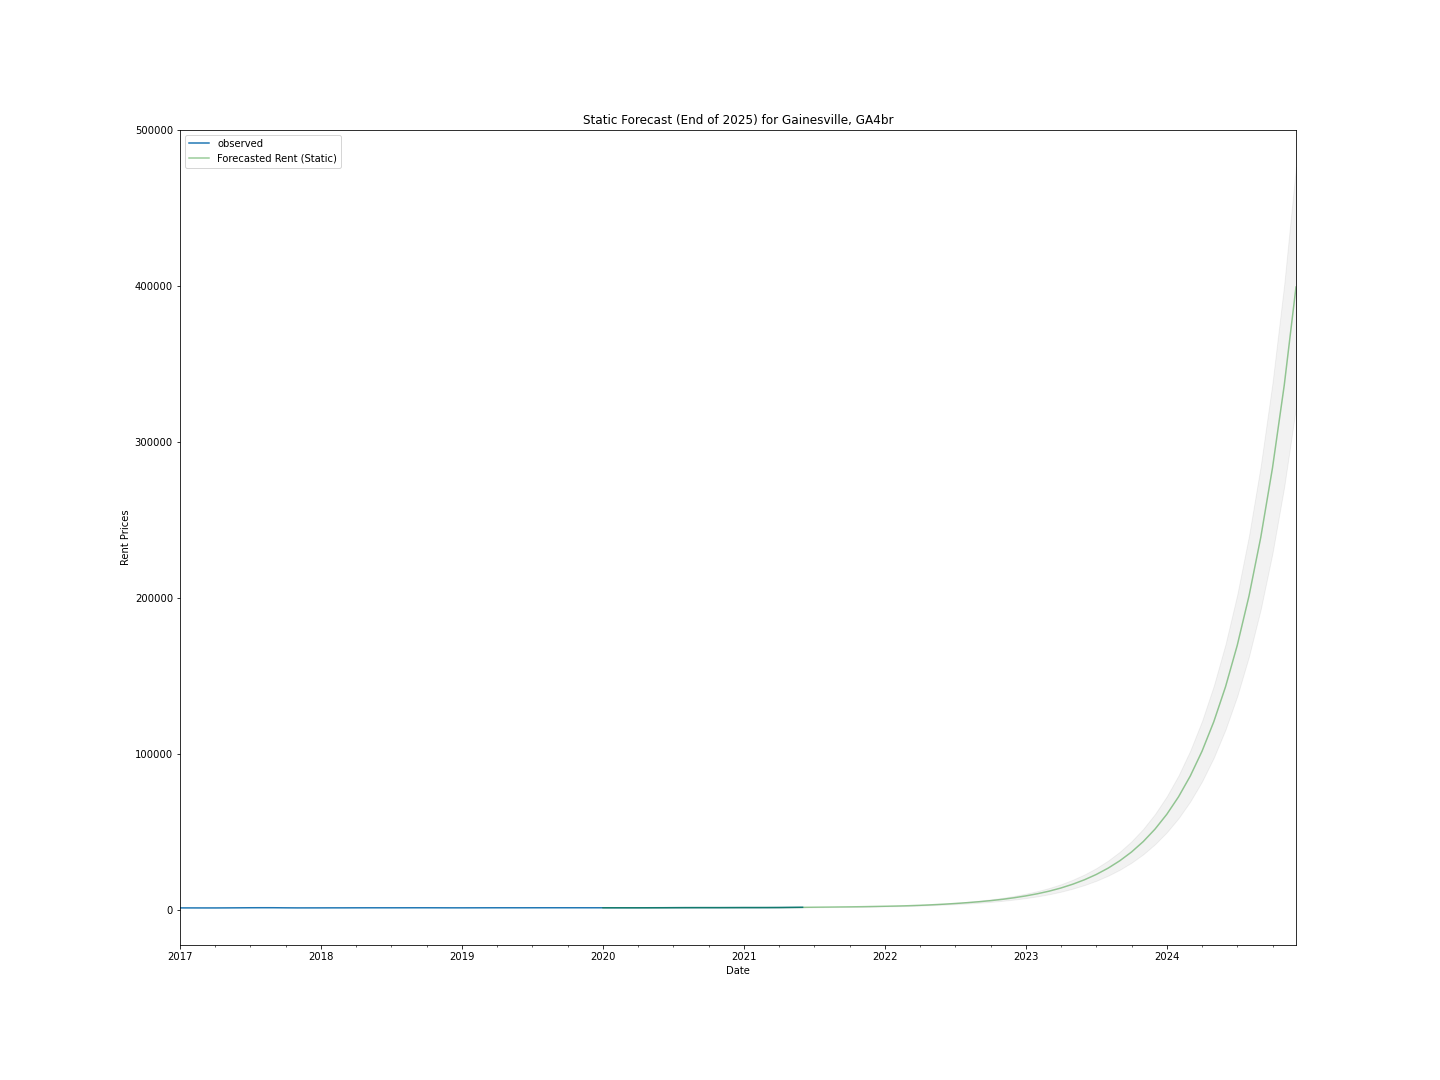 Static Forecast (End of 2025) for Gainesville, GA4br
observed
Forecasted Rent (Static)
500000
400000
300000
200000
100000
0
Rent Prices
2017 2018 2019 2020 2021 2022 2023 2024
Date